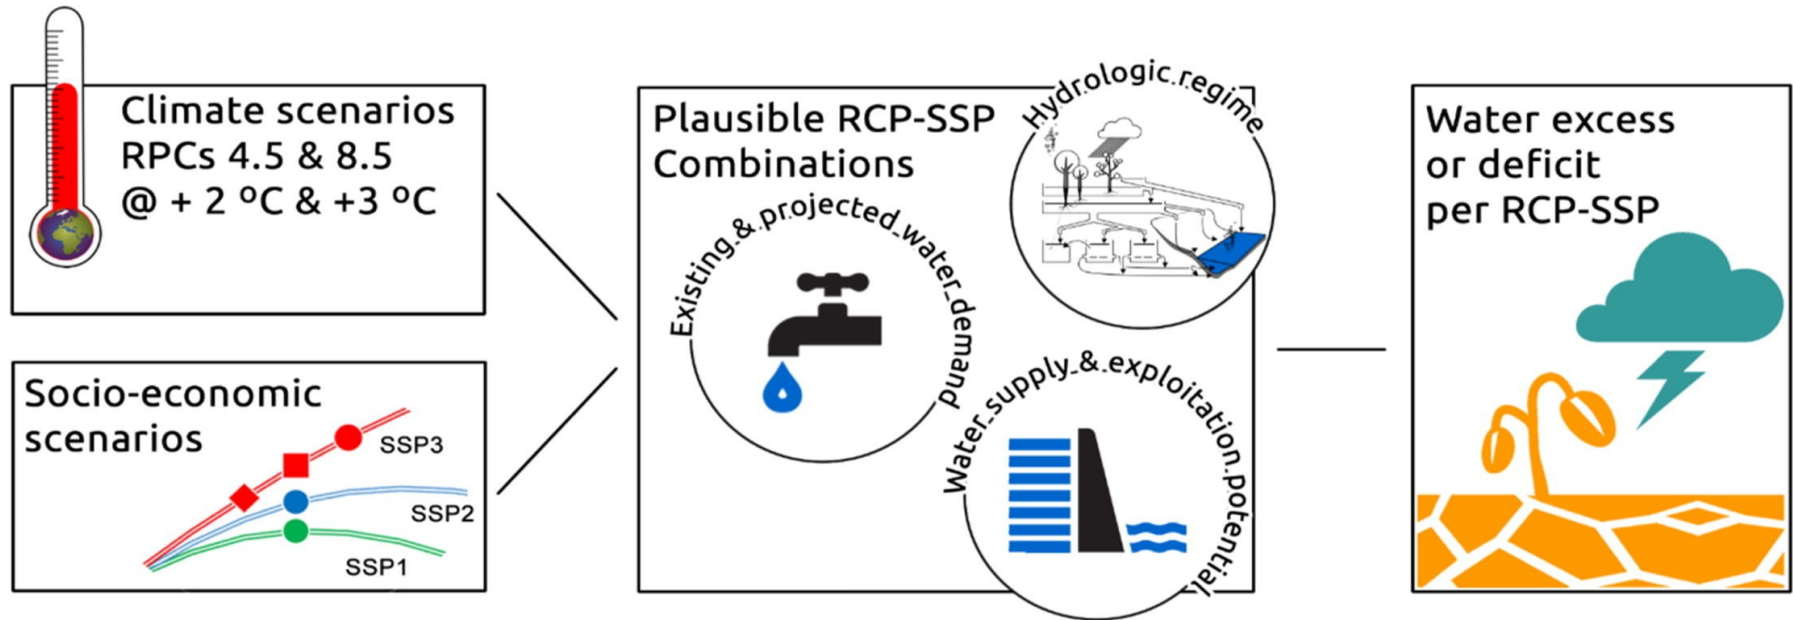 Climate scenarios
RPCs 4.5 & 8.5
@ + 2 ºC & +3 ºC
Socio-economic
scenarios
SSP3
SSP2
SSP1
Plausible RCP-SSP
Combinations
Existing & projected water demand
Hydrologic regime
Water supply & exploitation potential
Water excess
or deficit
per RCP-SSP